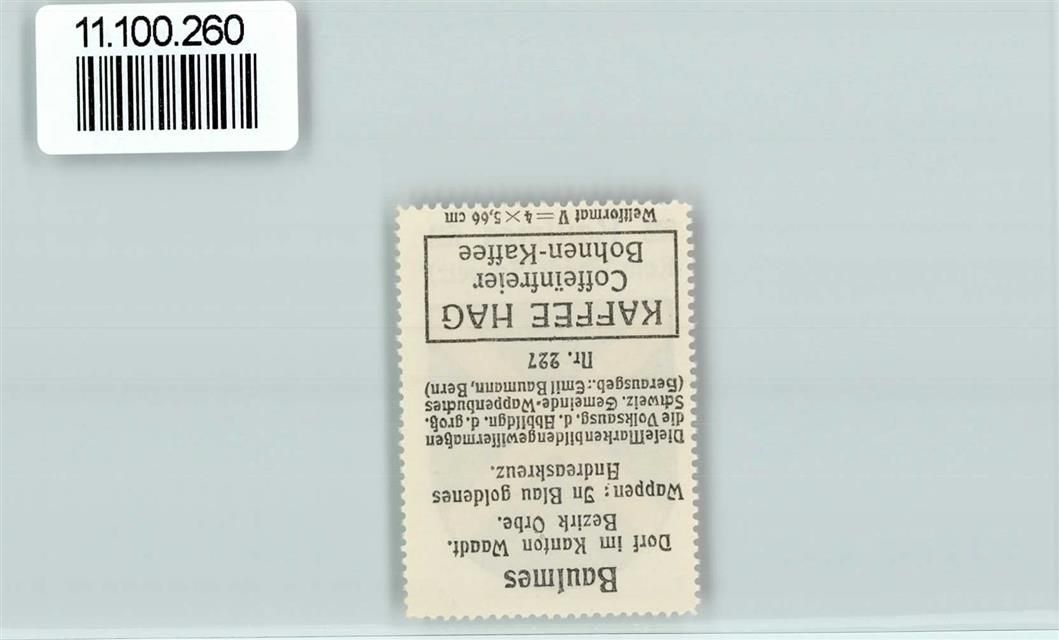 11.100.260
Baulmes
Dorf im Kanton Waadt.
Bezirk Orbe.
Wappen: In Blau goldenes
Andreaskreuz.
Diese Marken bilden gewissermaßen
die Volksausg. d. Abbildgn. d. groß.
Schweiz. Gemeinde-Wappenbuches
(Herausgeb.: Emil Baumann, Bern)
Nr. 227
KAFFEE HAG
Coffeïnfreier
Bohnen-Kaffee
Weltformat V = 4 × 5,66 cm